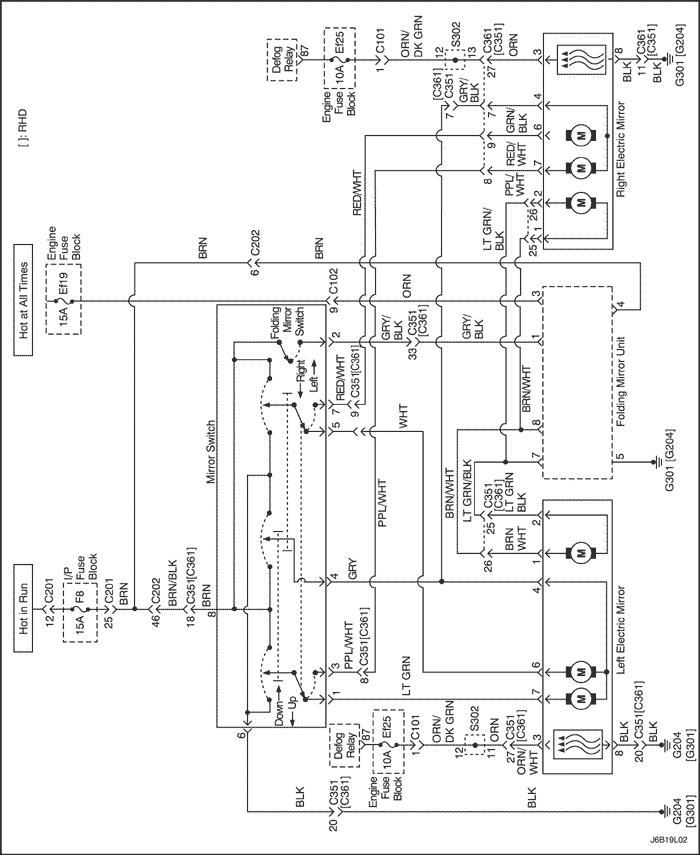 [ ]: RHD
Hot in Run
12 C201
I/P
Fuse
Block
15A F8
25 C201
BRN
46 C202
BRN/BLK
18 C351[C361]
BRN
8
Hot at All Times
Engine
Fuse
Block
15A Ef19
BRN
6 C202
BRN
9 C102
ORN
Mirror Switch
Down
Up
Folding
Mirror
Switch
Right
Left
6
1
3
4
5
7
2
BLK
20 C351
[C361]
BLK
G204
[G301]
LT GRN
PPL/WHT
8 C351[C361]
GRY
WHT
RED/WHT
9 C351[C361]
PPL/WHT
RED/WHT
GRY/
BLK
33 C351
[C361]
GRY/
BLK
Defog
Relay
87
Engine
Fuse
Block
10A Ef25
1 C101
ORN/
DK GRN
12 S302
11
ORN
27 C351
[C361]
ORN/
WHT
3
8
BLK
20 C351[C361]
BLK
G204
[G301]
7
6
4
M
M
M
1
2
Left Electric Mirror
BRN/WHT
LT GRN/BLK
26
25
C351
[C361]
BRN
WHT
LT GRN
BLK
7
8
1
3
4
5
BRN/WHT
Folding Mirror Unit
G301 [G204]
Defog
Relay
87
Engine
Fuse
Block
10A Ef25
1 C101
ORN/
DK GRN
12 S302
13
27 C361
[C351]
ORN
3
8
BLK
11 C361
[C351]
BLK
G301 [G204]
[C361]
7 C351
GRY/
BLK
7
4
GRN/
BLK
9
6
RED/
WHT
8
7
PPL/
WHT
26
2
LT GRN/
BLK
25
1
M
M
M
Right Electric Mirror
J6B19L02